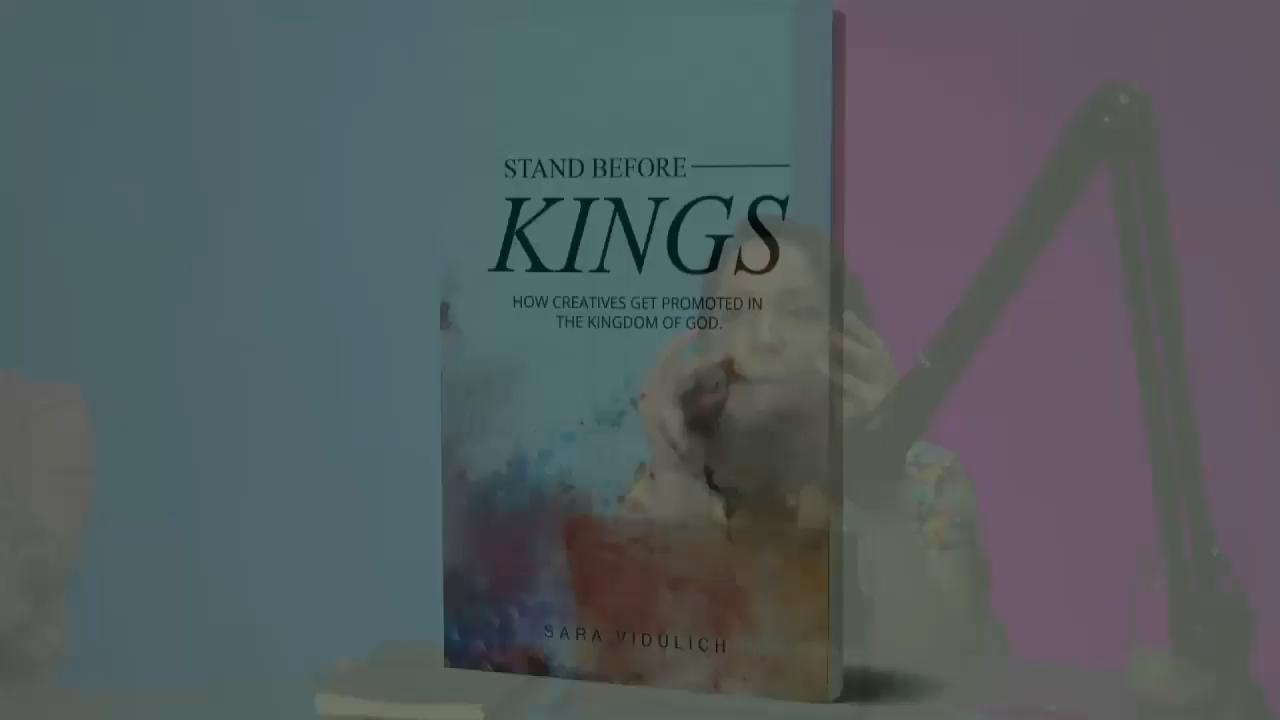 STAND BEFORE
KINGS
HOW CREATIVES GET PROMOTED IN
THE KINGDOM OF GOD.
SARA VIDULICH